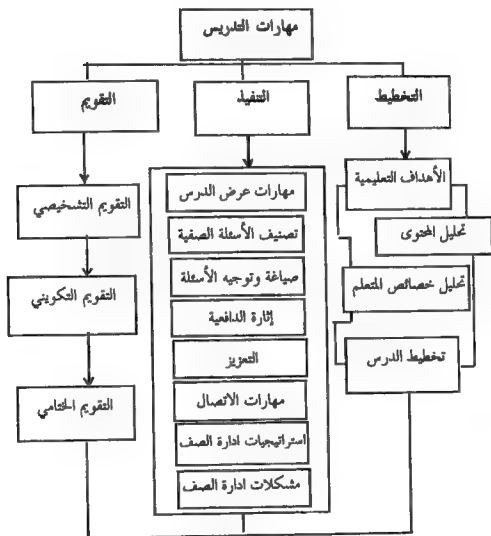 مهارات التدريس
التخطيط
التنفيذ
التقويم
الأهداف التعليمية
تحليل المحتوى
تحليل خصائص المتعلم
تخطيط الدرس
مهارات عرض الدرس
تصنيف الأسئلة الصفية
صياغة وتوجيه الأسئلة
إثارة الدافعية
التعزيز
مهارات الاتصال
استراتيجيات ادارة الصف
مشكلات ادارة الصف
التقويم التشخيصي
التقويم التكويني
التقويم الختامي